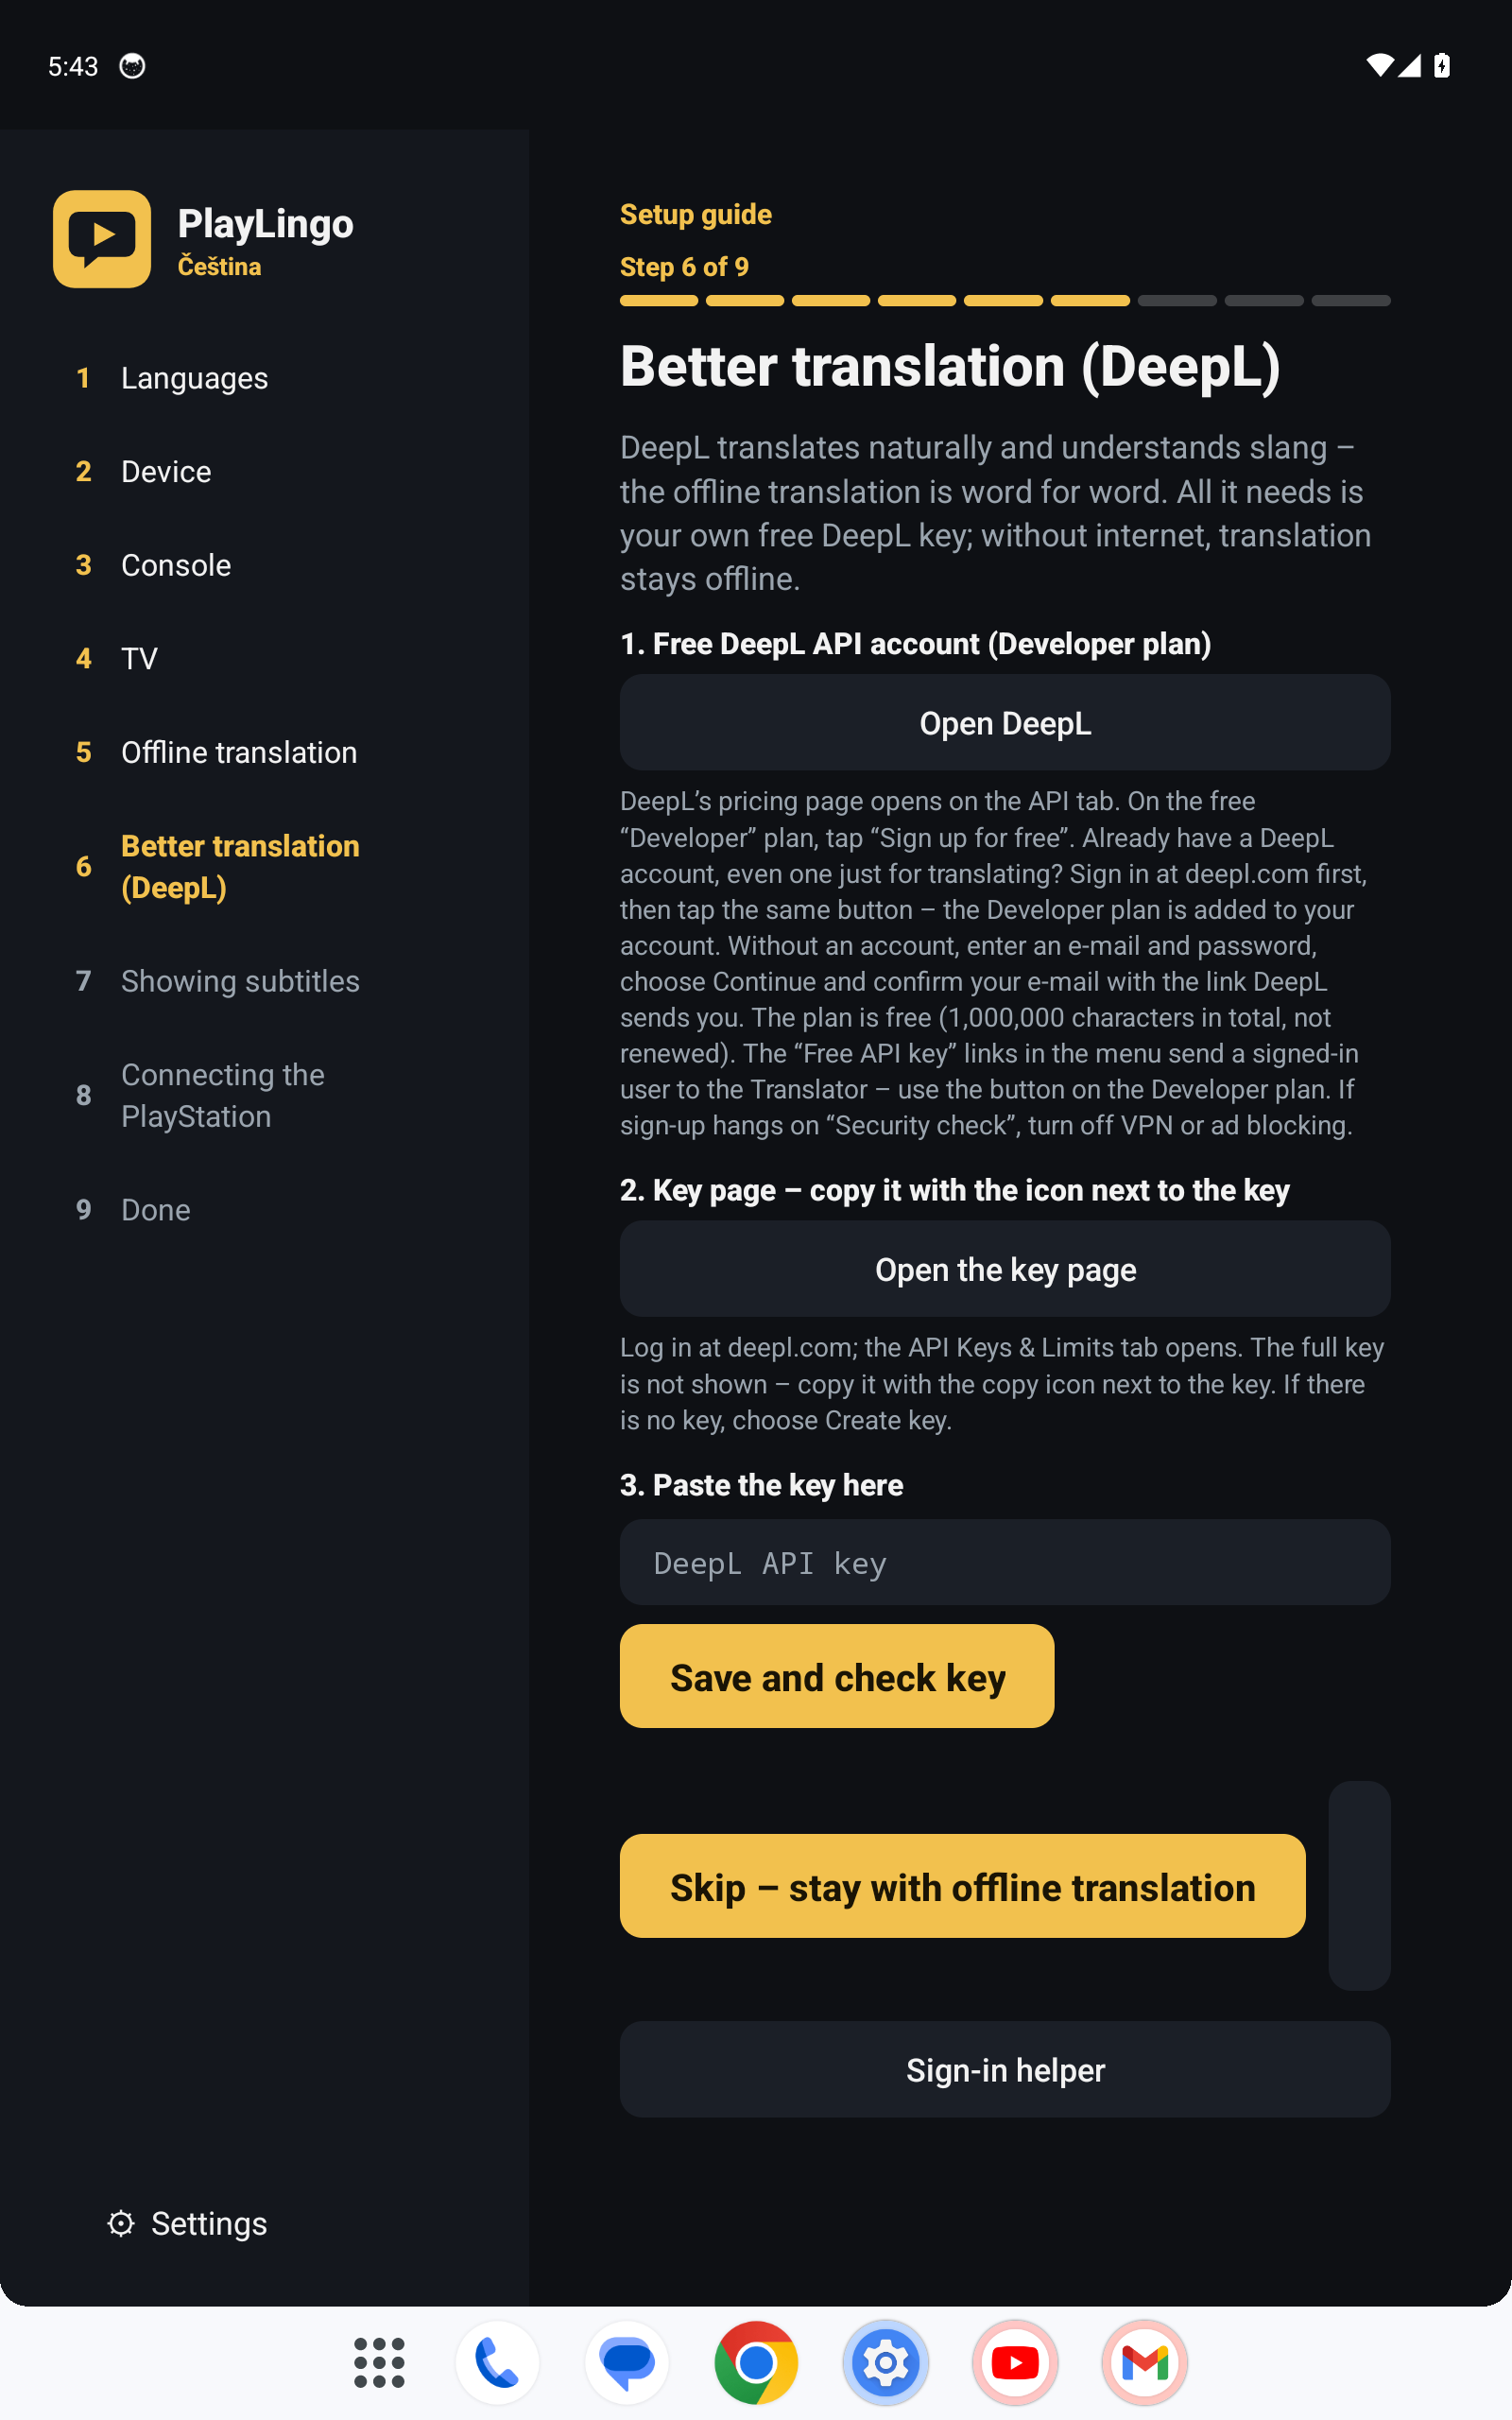 5:43
PlayLingo
Čeština
1 Languages
2 Device
3 Console
4 TV
5 Offline translation
6 Better translation
(DeepL)
7 Showing subtitles
8 Connecting the
PlayStation
9 Done
Settings
Setup guide
Step 6 of 9
Better translation (DeepL)
DeepL translates naturally and understands slang –
the offline translation is word for word. All it needs is
your own free DeepL key; without internet, translation
stays offline.
1. Free DeepL API account (Developer plan)
Open DeepL
DeepL’s pricing page opens on the API tab. On the free
“Developer” plan, tap “Sign up for free”. Already have a DeepL
account, even one just for translating? Sign in at deepl.com first,
then tap the same button – the Developer plan is added to your
account. Without an account, enter an e-mail and password,
choose Continue and confirm your e-mail with the link DeepL
sends you. The plan is free (1,000,000 characters in total, not
renewed). The “Free API key” links in the menu send a signed-in
user to the Translator – use the button on the Developer plan. If
sign-up hangs on “Security check”, turn off VPN or ad blocking.
2. Key page – copy it with the icon next to the key
Open the key page
Log in at deepl.com; the API Keys & Limits tab opens. The full key
is not shown – copy it with the copy icon next to the key. If there
is no key, choose Create key.
3. Paste the key here
DeepL API key
Save and check key
Skip – stay with offline translation
Sign-in helper